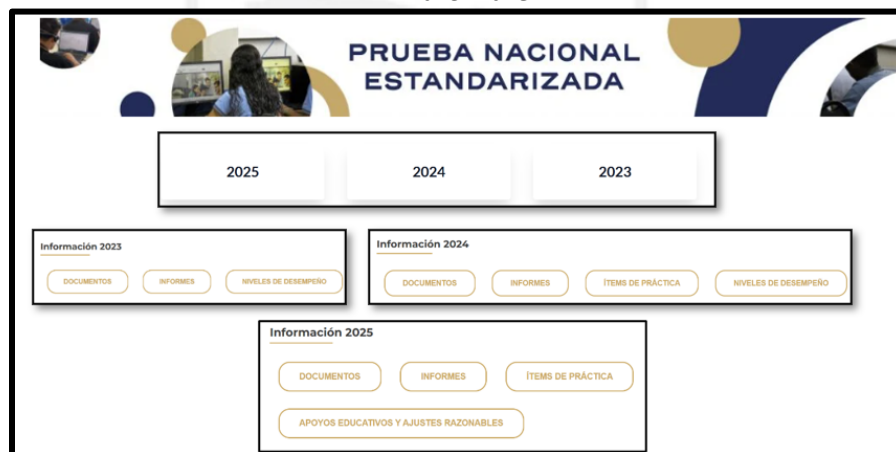 PRUEBA NACIONAL
ESTANDARIZADA
2025 2024 2023
Información 2023
DOCUMENTOS INFORMES NIVELES DE DESEMPEÑO
Información 2024
DOCUMENTOS INFORMES ÍTEMS DE PRÁCTICA NIVELES DE DESEMPEÑO
Información 2025
DOCUMENTOS INFORMES ÍTEMS DE PRÁCTICA
APOYOS EDUCATIVOS Y AJUSTES RAZONABLES